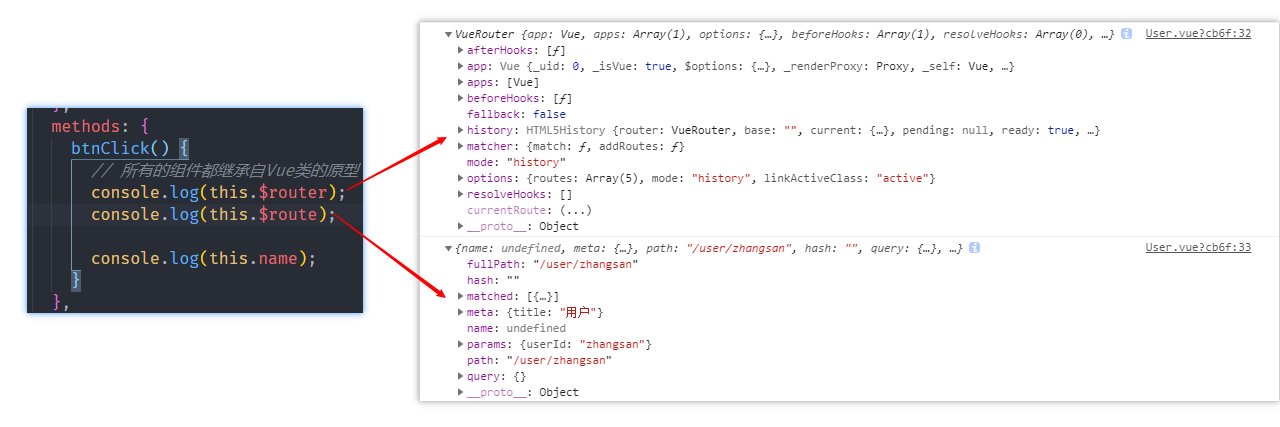 },
methods: {
btnClick() {
// 所有的组件都继承自Vue类的原型
console.log(this.$router);
console.log(this.$route);
console.log(this.name);
}
},
▼VueRouter {app: Vue, apps: Array(1), options: {…}, beforeHooks: Array(1), resolveHooks: Array(0), …} i User.vue?cb6f:32
▶afterHooks: [ƒ]
▶app: Vue {_uid: 0, _isVue: true, $options: {…}, _renderProxy: Proxy, _self: Vue, …}
▶apps: [Vue]
▶beforeHooks: [ƒ]
fallback: false
▶history: HTML5History {router: VueRouter, base: "", current: {…}, pending: null, ready: true, …}
▶matcher: {match: ƒ, addRoutes: ƒ}
mode: "history"
▶options: {routes: Array(5), mode: "history", linkActiveClass: "active"}
▶resolveHooks: []
currentRoute: (...)
▶__proto__: Object
▼{name: undefined, meta: {…}, path: "/user/zhangsan", hash: "", query: {…}, …} i User.vue?cb6f:33
fullPath: "/user/zhangsan"
hash: ""
▶matched: [{…}]
▶meta: {title: "用户"}
name: undefined
▶params: {userId: "zhangsan"}
path: "/user/zhangsan"
▶query: {}
▶__proto__: Object